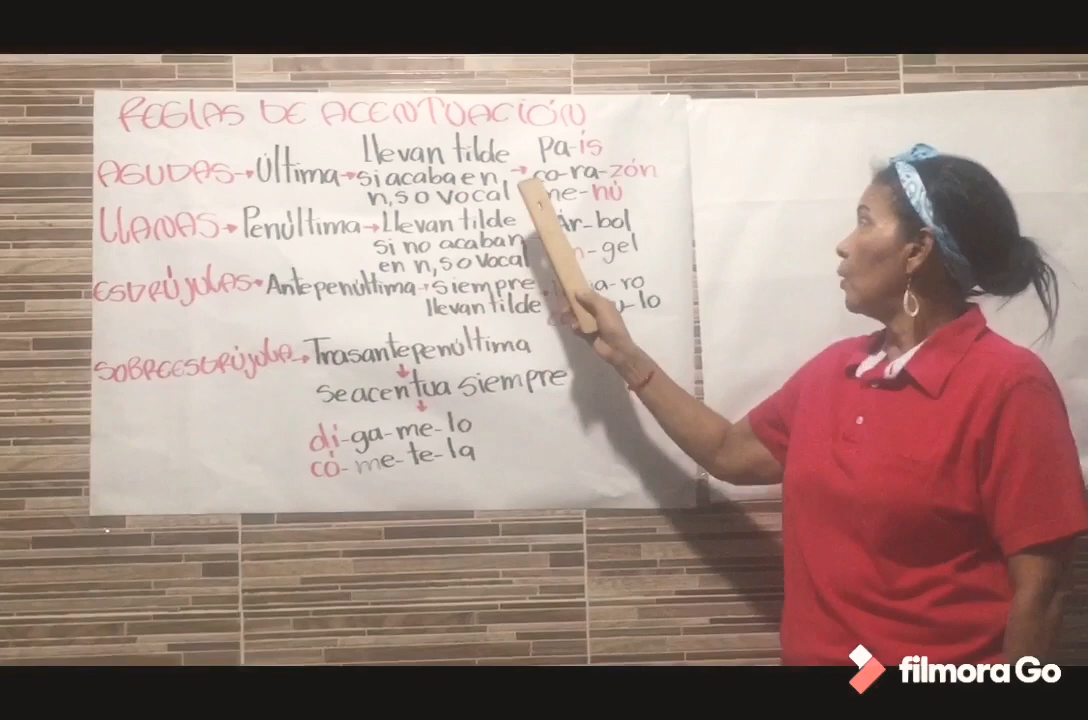 REGLAS DE ACENTUACIÓN
AGUDAS → Última → llevan tilde si acaba en n, s o vocal → Pa-ís
co-ra-zón
me-nú
LLANAS → Penúltima → Llevan tilde si no acaban en n, s o vocal Ár-bol
-gel
ESDRÚJULAS → Antepenúltima → siempre llevan tilde a-ro
y-lo
SOBREESDRÚJULA → Trasantepenúltima
↓
se acentua siempre
↓
dí-ga-me-lo
có-me-te-la
filmora Go